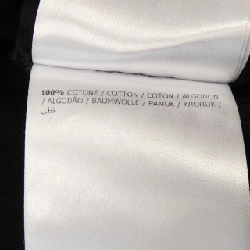 100% COTONE / COTTON / COTON / ALGODON
/ ALGODÃO / BAUMWOLLE / PAMUK /
قطن